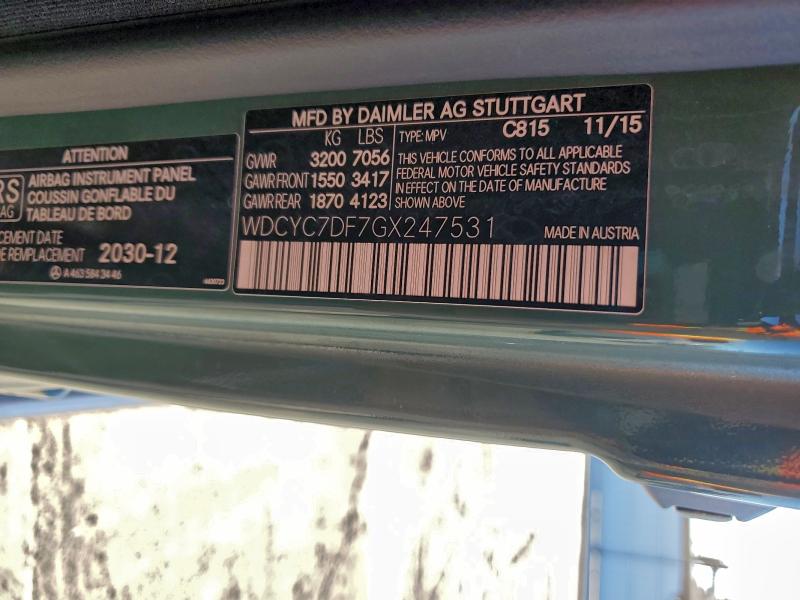 ATTENTION
RS
AG
AIRBAG INSTRUMENT PANEL
COUSSIN GONFLABLE DU
TABLEAU DE BORD
CEMENT DATE
DE REMPLACEMENT 2030-12
A 463 584 34 46
MFD BY DAIMLER AG STUTTGART
KG LBS TYPE: MPV C815 11/15
GVWR 3200 7056
GAWR FRONT 1550 3417
GAWR REAR 1870 4123
THIS VEHICLE CONFORMS TO ALL APPLICABLE
FEDERAL MOTOR VEHICLE SAFETY STANDARDS
IN EFFECT ON THE DATE OF MANUFACTURE
SHOWN ABOVE
WDCYC7DF7GX247531 MADE IN AUSTRIA